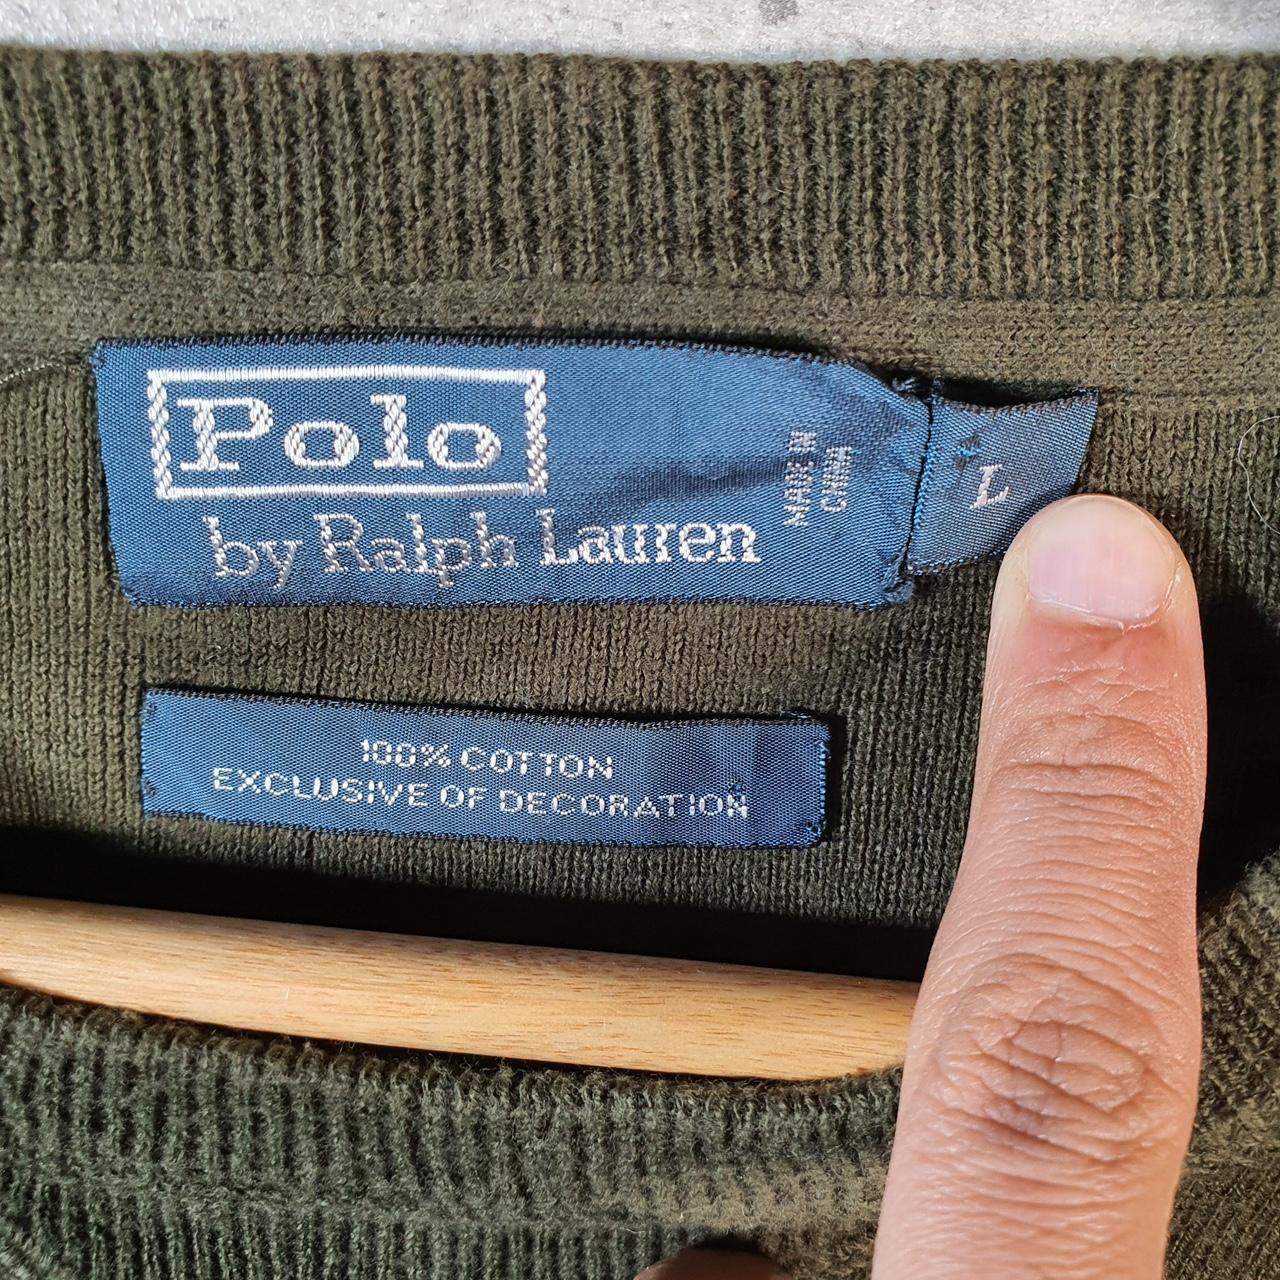 Polo
by Ralph Lauren
MADE IN
CHINA
L
100% COTTON
EXCLUSIVE OF DECORATION